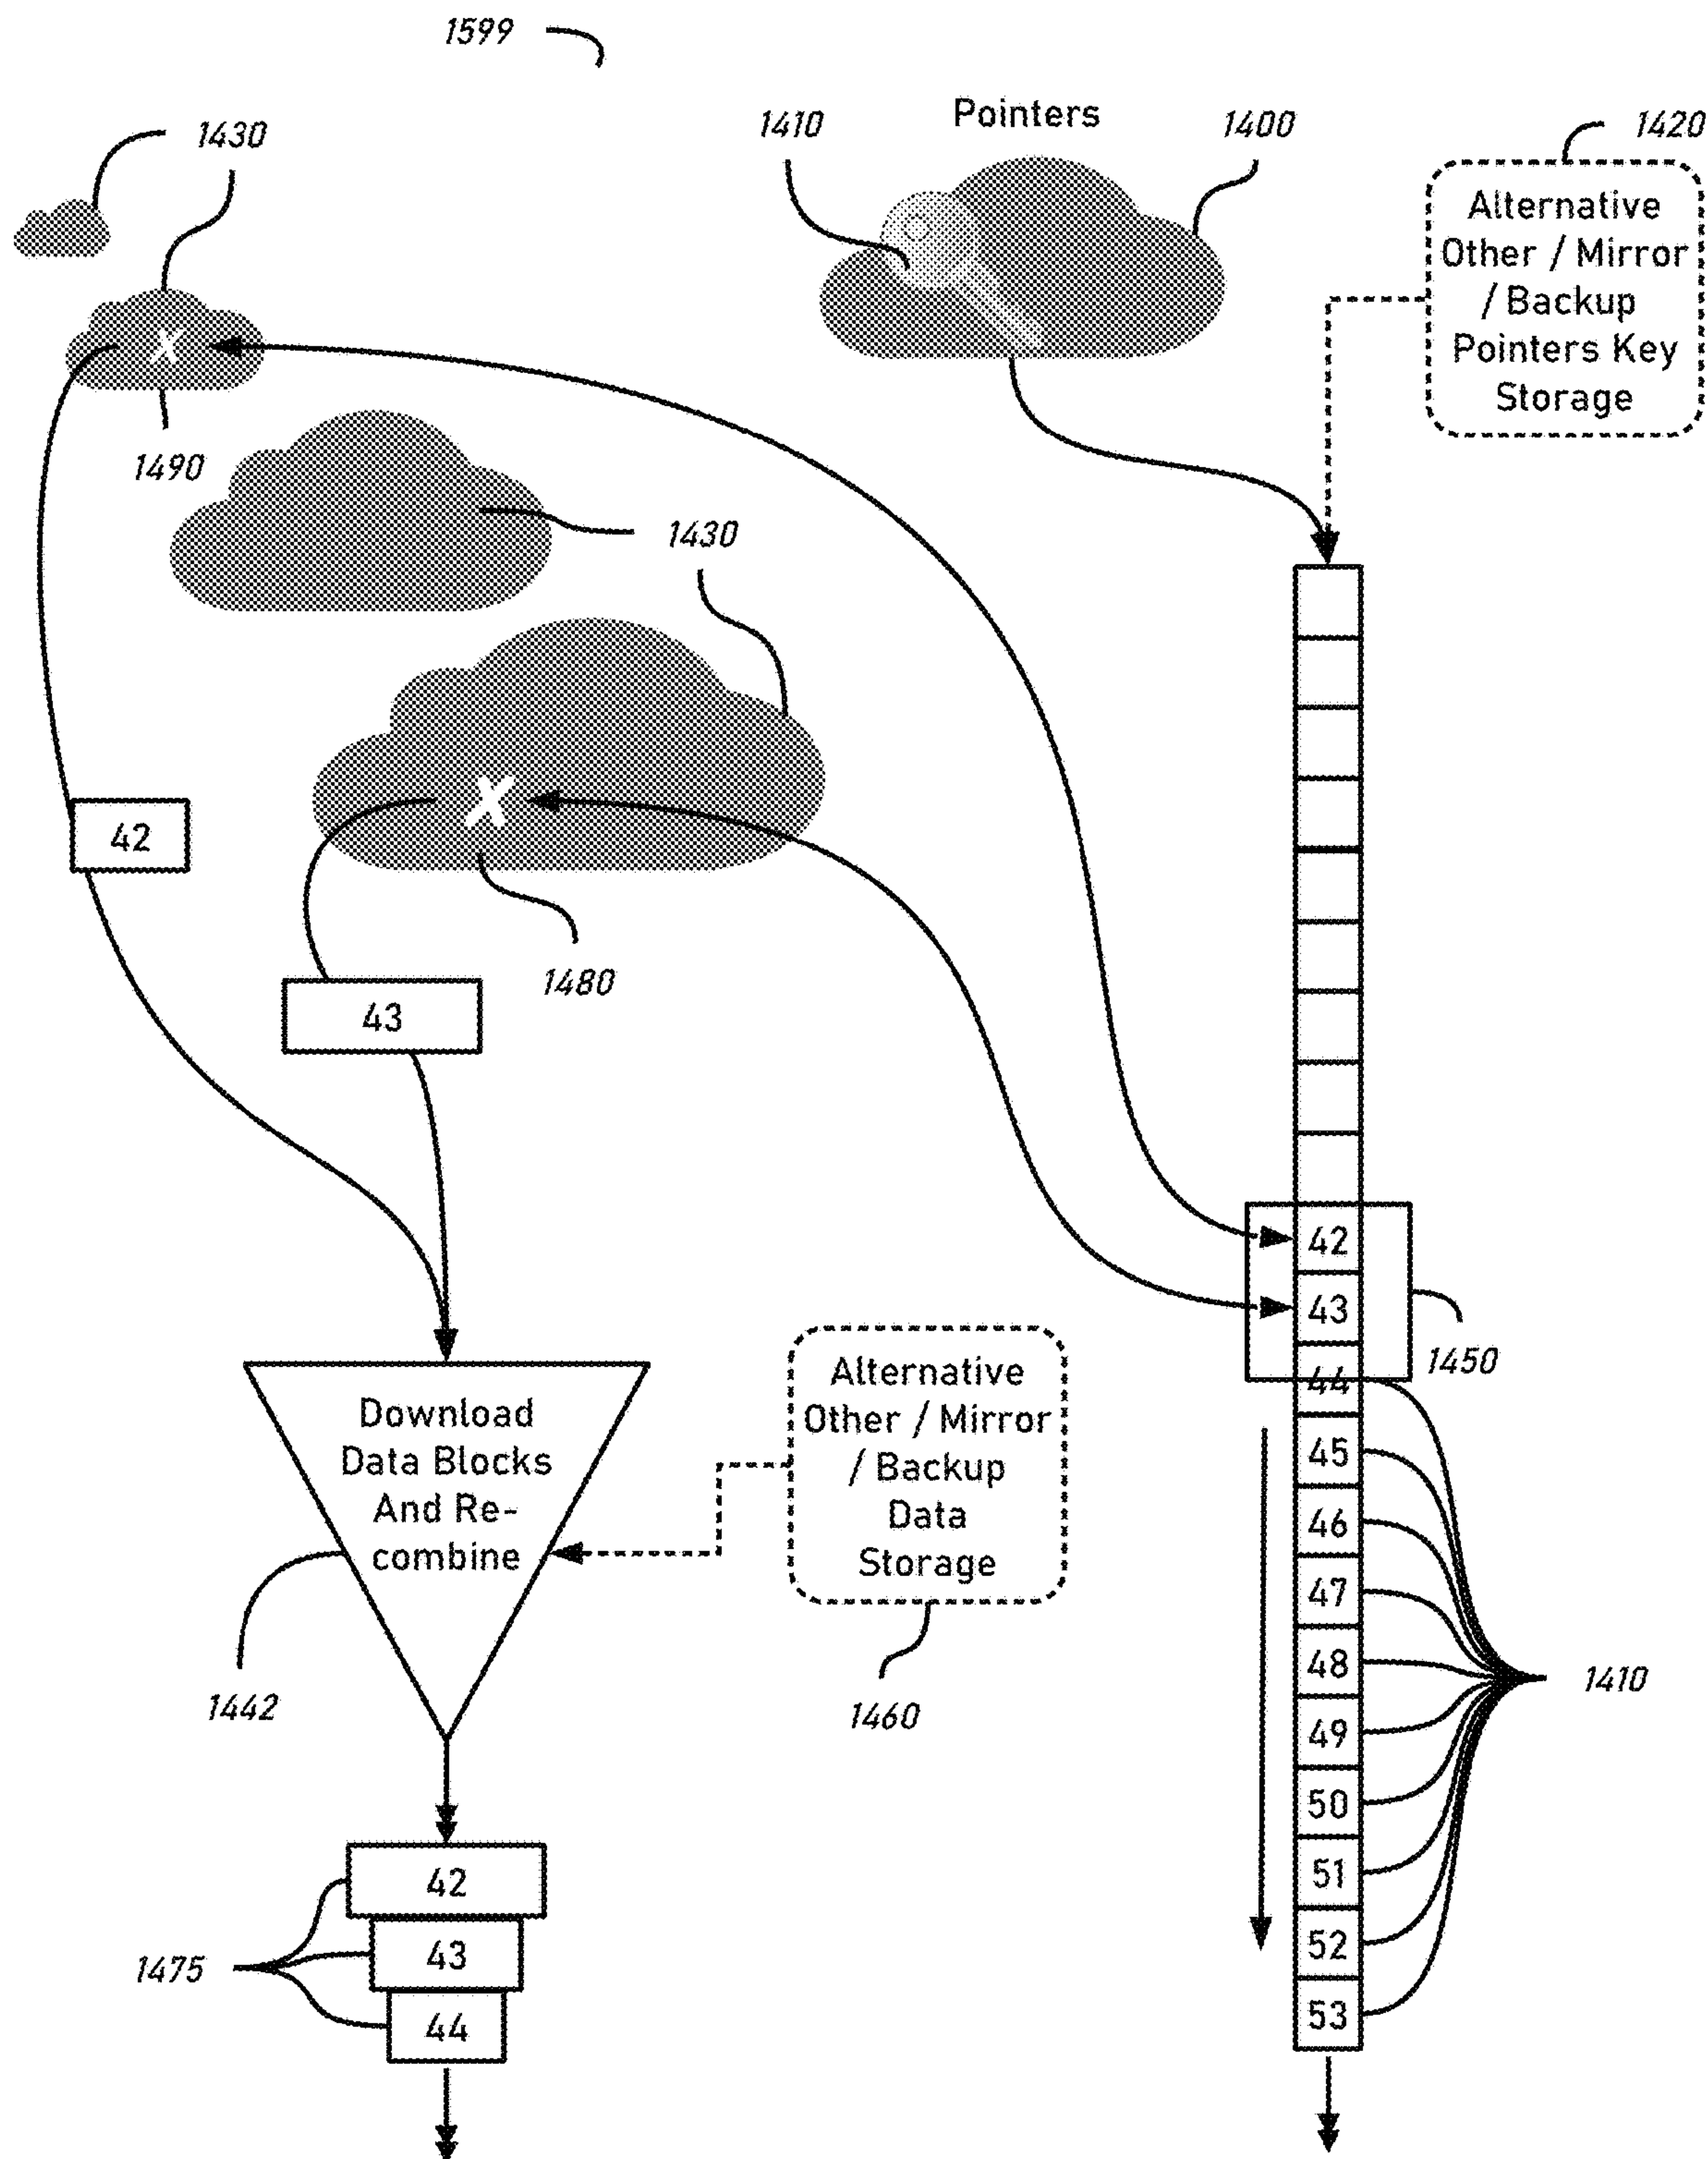 1599
Pointers
1430
1410
1400
1420
Alternative
Other / Mirror
/ Backup
Pointers Key
Storage
X
1490
1430
X
42
1480
43
42
43
44
1450
45
46
47
48
49
50
51
52
53
1410
Download
Data Blocks
And Re-
combine
Alternative
Other / Mirror
/ Backup
Data
Storage
1442
1460
42
43
44
1475